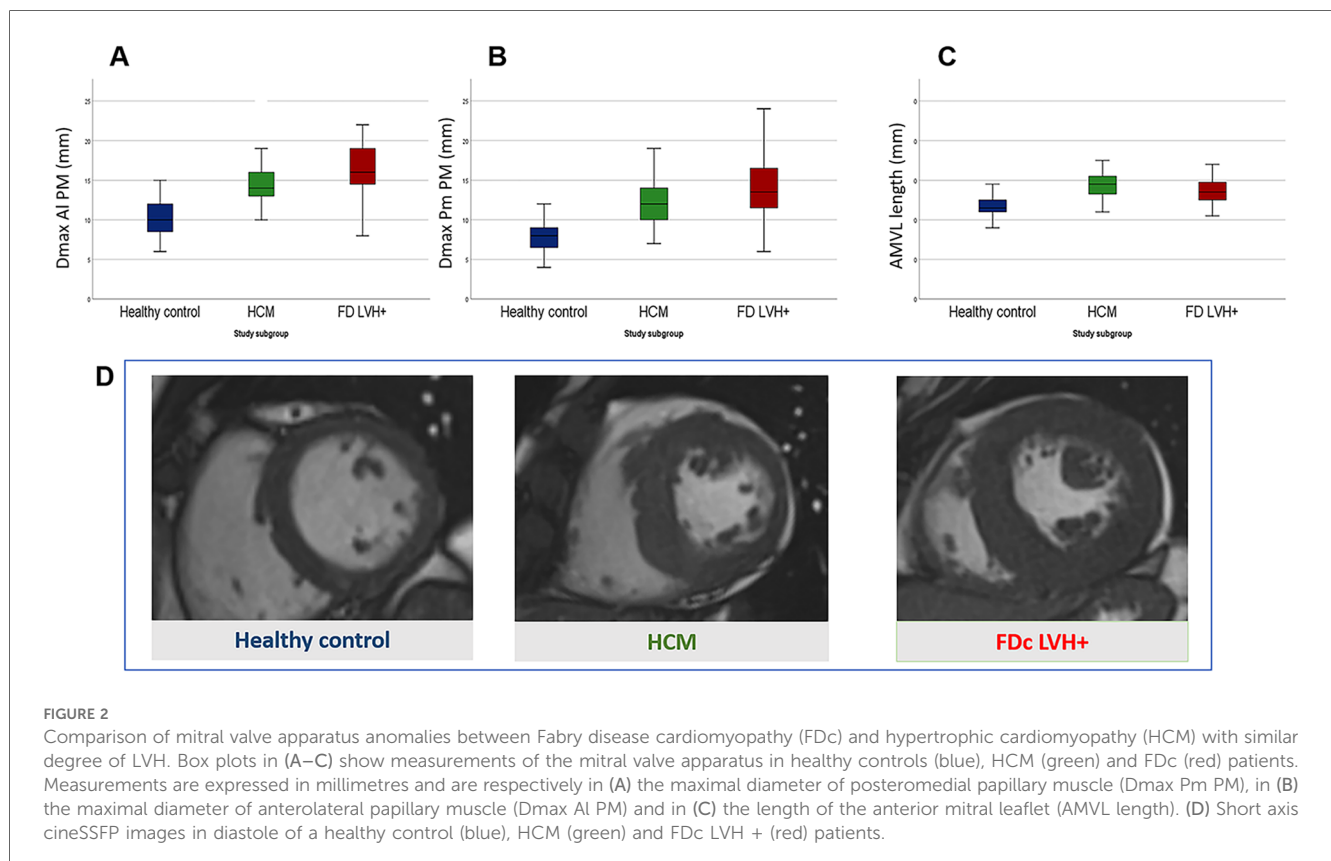 A
B
C
Dmax Al PM (mm)
25
20
15
10
5
0
Healthy control
HCM
FD LVH+
Study subgroup
Dmax Pm PM (mm)
25
20
15
10
5
0
Healthy control
HCM
FD LVH+
Study subgroup
AMVL length (mm)
0
0
0
0
0
0
Healthy control
HCM
FD LVH+
Study subgroup
D
Healthy control
HCM
FDc LVH+
FIGURE 2
Comparison of mitral valve apparatus anomalies between Fabry disease cardiomyopathy (FDc) and hypertrophic cardiomyopathy (HCM) with similar
degree of LVH. Box plots in (A–C) show measurements of the mitral valve apparatus in healthy controls (blue), HCM (green) and FDc (red) patients.
Measurements are expressed in millimetres and are respectively in (A) the maximal diameter of posteromedial papillary muscle (Dmax Pm PM), in (B)
the maximal diameter of anterolateral papillary muscle (Dmax Al PM) and in (C) the length of the anterior mitral leaflet (AMVL length). (D) Short axis
cineSSFP images in diastole of a healthy control (blue), HCM (green) and FDc LVH + (red) patients.